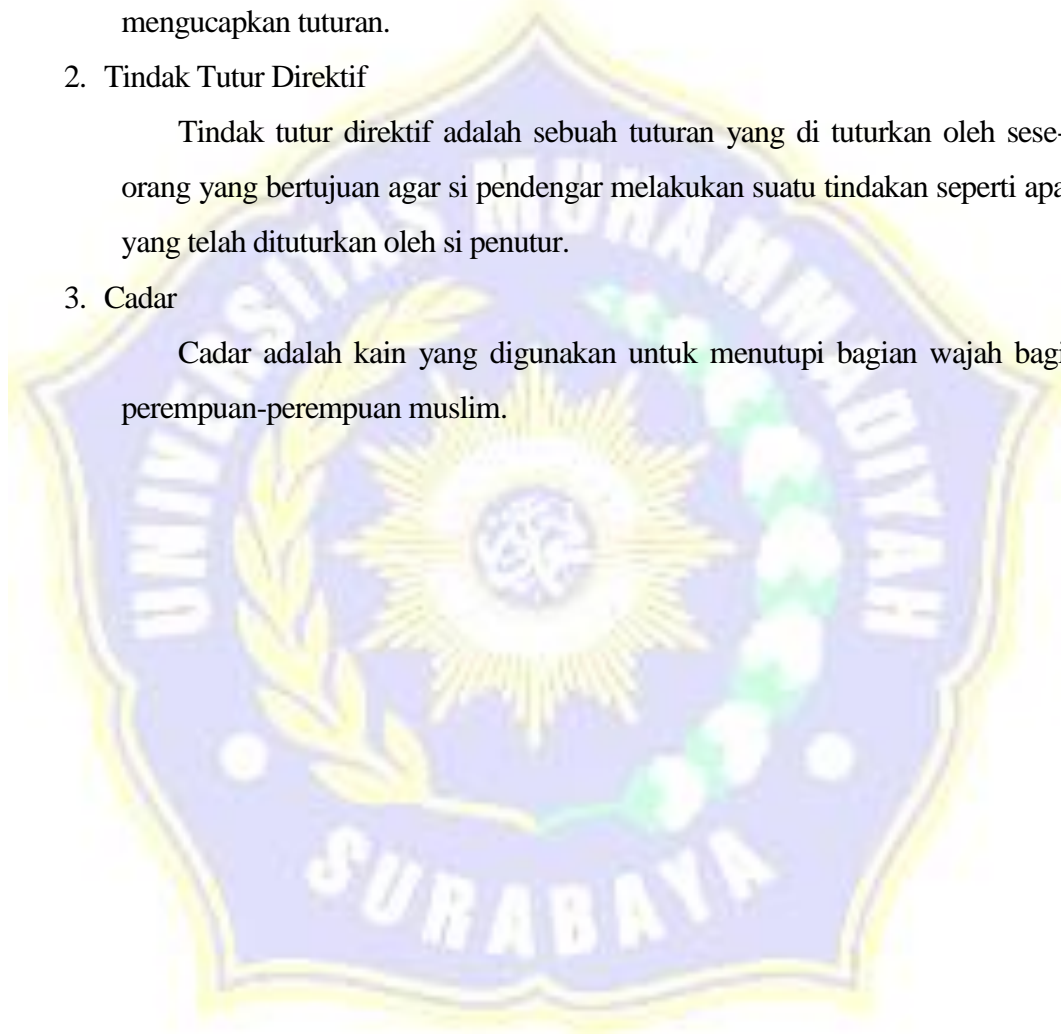 mengucapkan tuturan.
2. Tindak Tutur Direktif
Tindak tutur direktif adalah sebuah tuturan yang di tuturkan oleh sese-
orang yang bertujuan agar si pendengar melakukan suatu tindakan seperti apa
yang telah dituturkan oleh si penutur.
3. Cadar
Cadar adalah kain yang digunakan untuk menutupi bagian wajah bagi
perempuan-perempuan muslim.
UNIVERSITAS MUHAMMADIYAH
SURABAYA